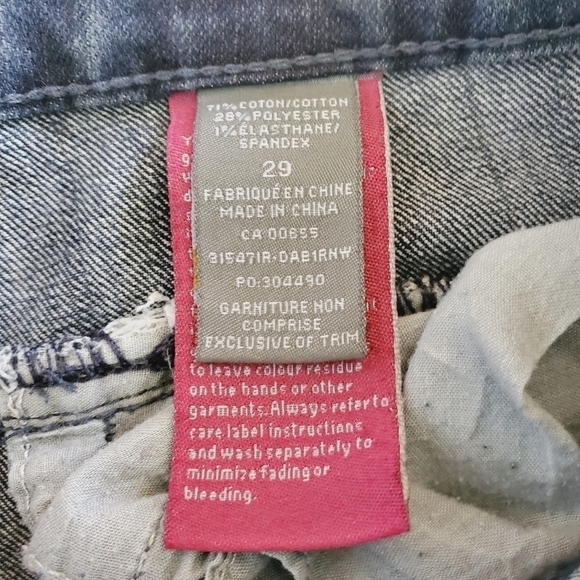 71% COTON/COTTON
28% POLYESTER
1% ÉLASTHANE/
SPANDEX
29
FABRIQUÉ EN CHINE
MADE IN CHINA
CA 00655
31547IR-DAB1RNW
PO:304490
GARNITURE NON
COMPRISE
EXCLUSIVE OF TRIM
to leave colour residue
on the hands or other
garments. Always refer to
care label instructions
and wash separately to
minimize fading or
bleeding.